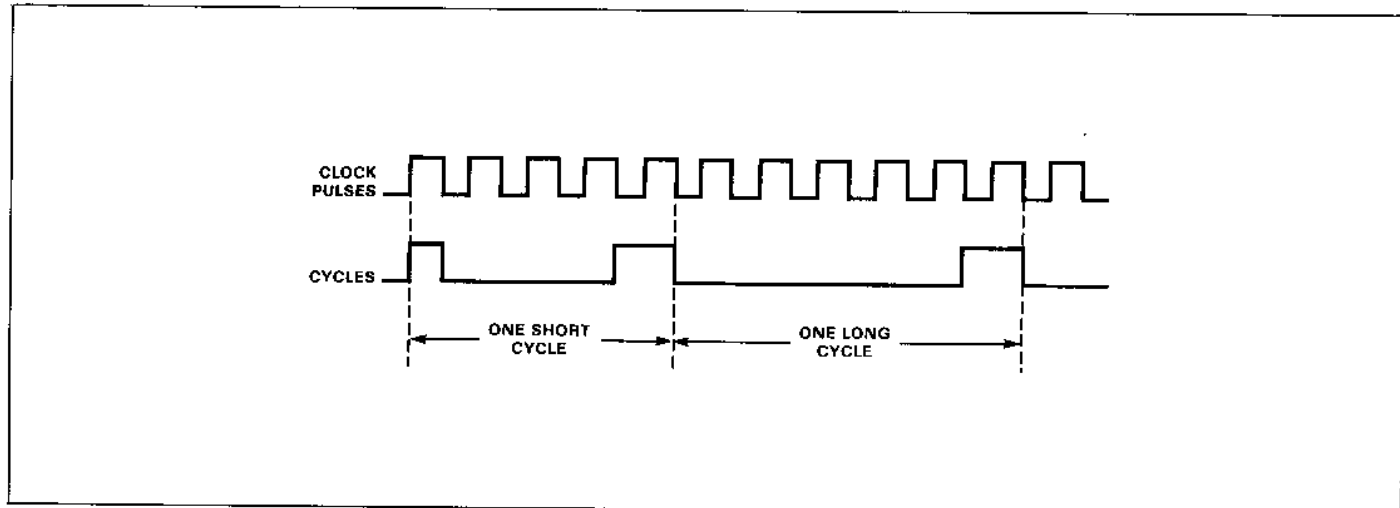 CLOCK
PULSES
CYCLES
ONE SHORT
CYCLE
ONE LONG
CYCLE